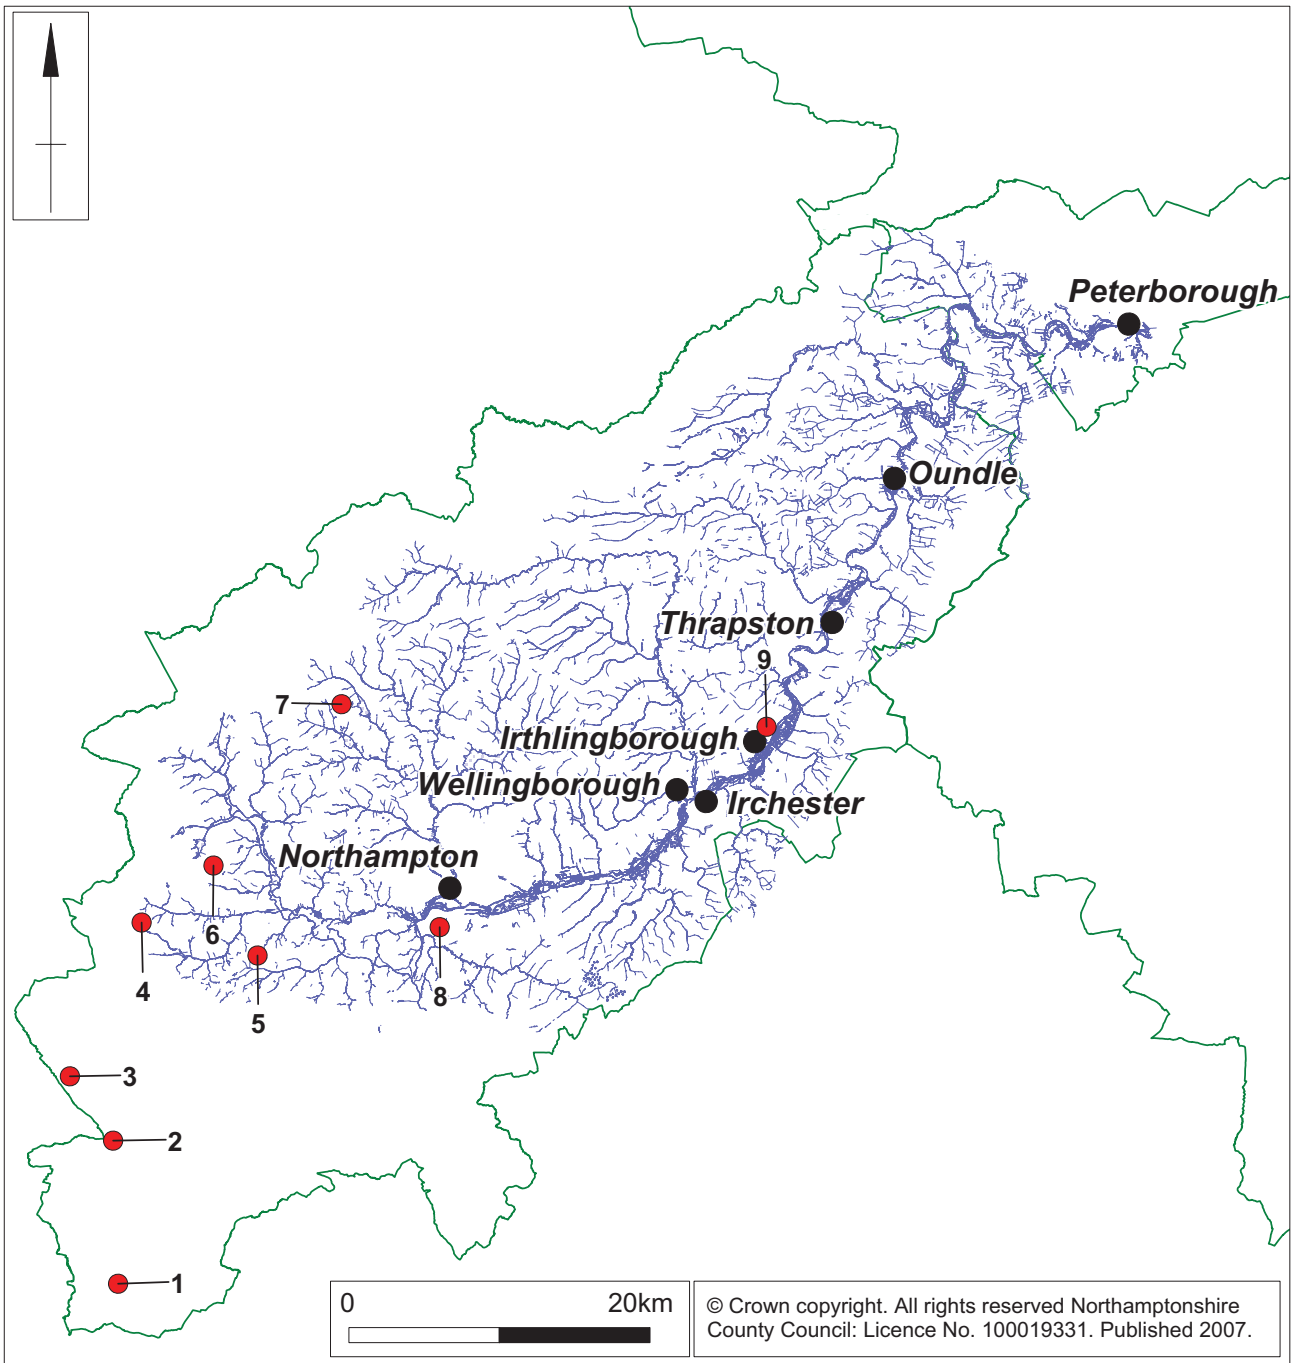 Peterborough
Oundle
Thrapston
9
7
Irthlingborough
Wellingborough
Irchester
Northampton
6
4
8
5
3
2
1
0 20km
© Crown copyright. All rights reserved Northamptonshire
County Council: Licence No. 100019331. Published 2007.